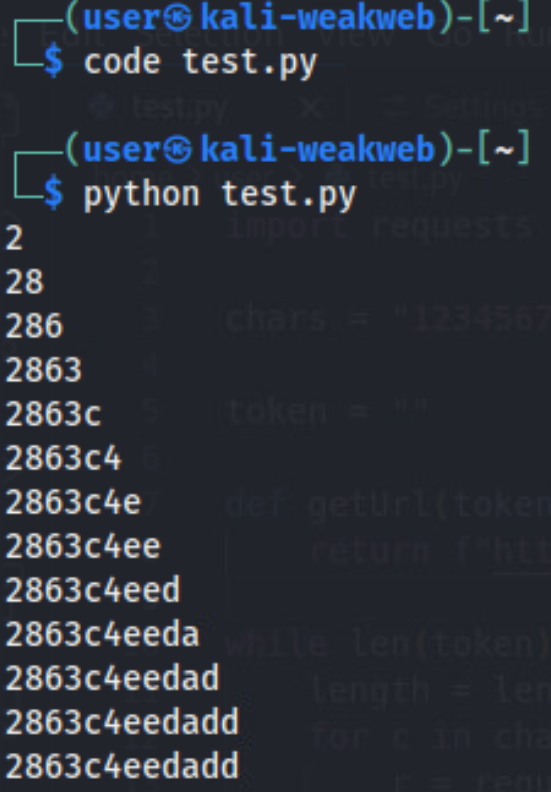 ┌──(user㉿kali-weakweb)-[~]
└─$ code test.py
┌──(user㉿kali-weakweb)-[~]
└─$ python test.py
2
28
286
2863
2863c
2863c4
2863c4e
2863c4ee
2863c4eed
2863c4eeda
2863c4eedad
2863c4eedadd
2863c4eedadd